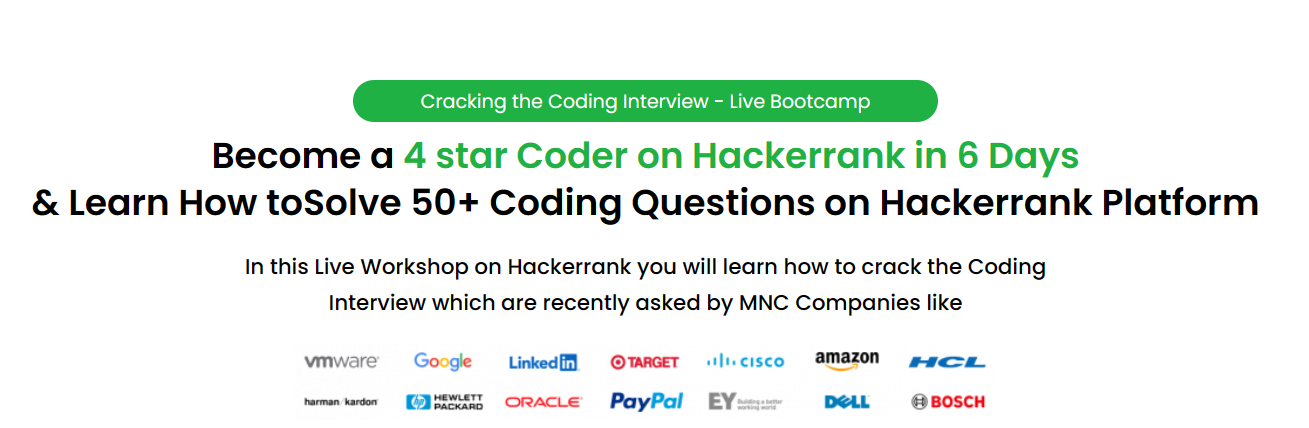 Cracking the Coding Interview - Live Bootcamp
Become a 4 star Coder on Hackerrank in 6 Days
& Learn How toSolve 50+ Coding Questions on Hackerrank Platform
In this Live Workshop on Hackerrank you will learn how to crack the Coding
Interview which are recently asked by MNC Companies like
vmware Google Linked in TARGET CISCO amazon HCL
harman/kardon hp HEWLETT PACKARD ORACLE PayPal EY Building a better working world DELL BOSCH